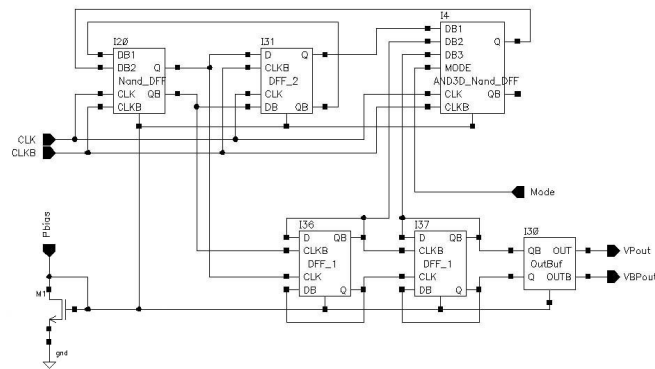 I20
DB1
DB2 Q
Nand_DFF
CLK QB
CLKB
I31
D Q
CLKB
DFF_2
CLK
DB QB
I4
DB1
DB2 Q
DB3
MODE
AND3D_Nand_DFF
CLK QB
CLKB
CLK
CLKB
Mode
Pbias
M1
gnd
I36
D QB
CLKB
DFF_1
CLK
DB Q
I37
D QB
CLKB
DFF_1
CLK
DB Q
I30
QB OUT
OutBuf
Q OUTB
VPout
VBPout